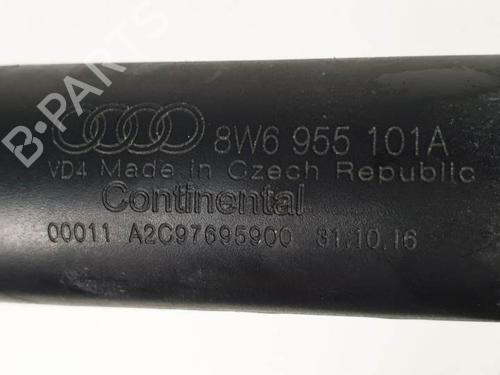 B-PARTS
8W6 955 101A
VD4 Made in Czech Republic
Continental
00011 A2C97695900 31.10.16